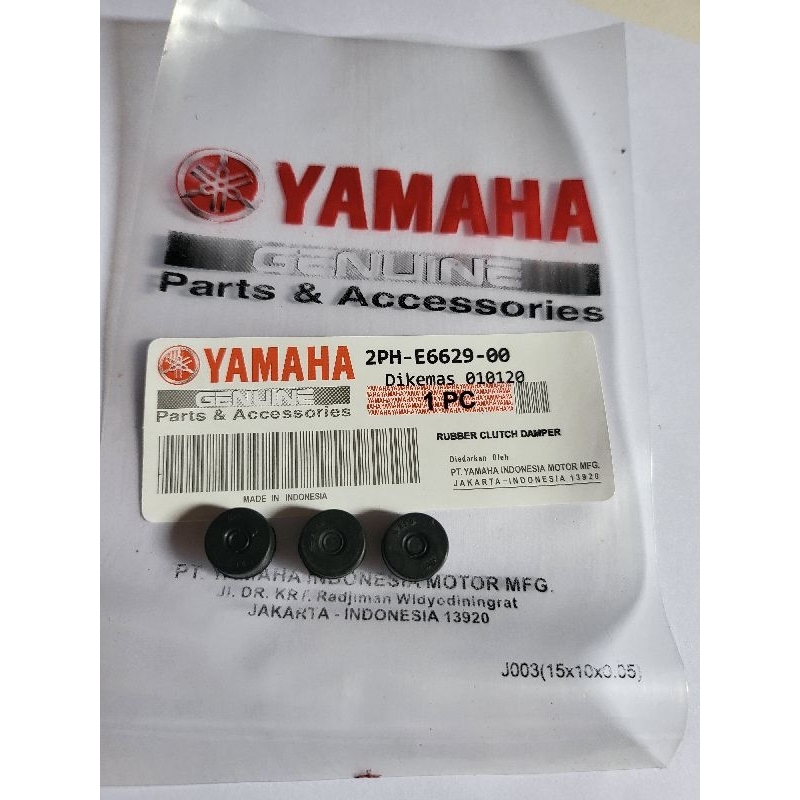 YAMAHA
GENUINE
Parts & Accessories
YAMAHA
GENUINE
Parts & Accessories
2PH-E6629-00
Dikemas 010120
1 PC
RUBBER CLUTCH DAMPER
Diedarkan Oleh
PT. YAMAHA INDONESIA MOTOR MFG.
JAKARTA-INDONESIA 13920
MADE IN INDONESIA
PT. YAMAHA INDONESIA MOTOR MFG.
Jl. DR. KRT. Radjiman Widyodiningrat
JAKARTA - INDONESIA 13920
J003(15x10x0.05)